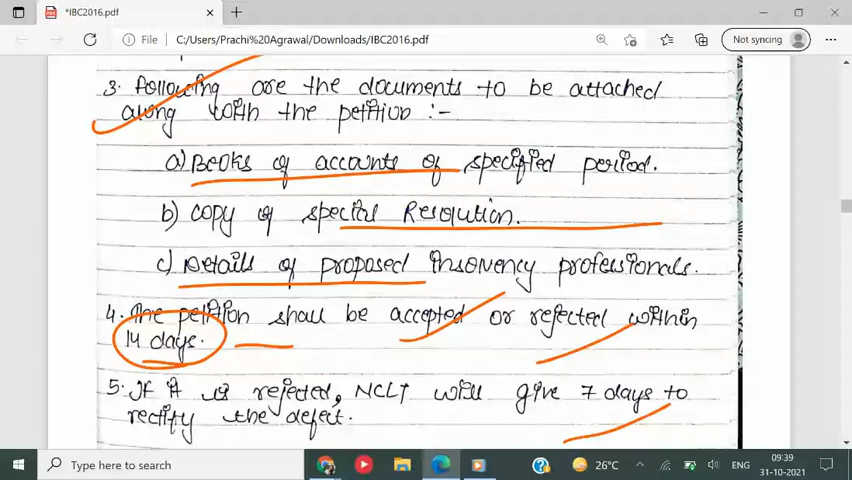 *IBC2016.pdf
File C:/Users/Prachi%20Agrawal/Downloads/IBC2016.pdf Not syncing
3. Following are the documents to be attached
along with the petition :-
a) Books of accounts of specified period.
b) Copy of special Resolution.
c) Details of proposed insolvency professionals.
4. The petition shall be accepted or rejected within
14 days.
5. If it is rejected, NCLT will give 7 days to
rectify the defect.
Type here to search
26°C ENG 09:39
31-10-2021